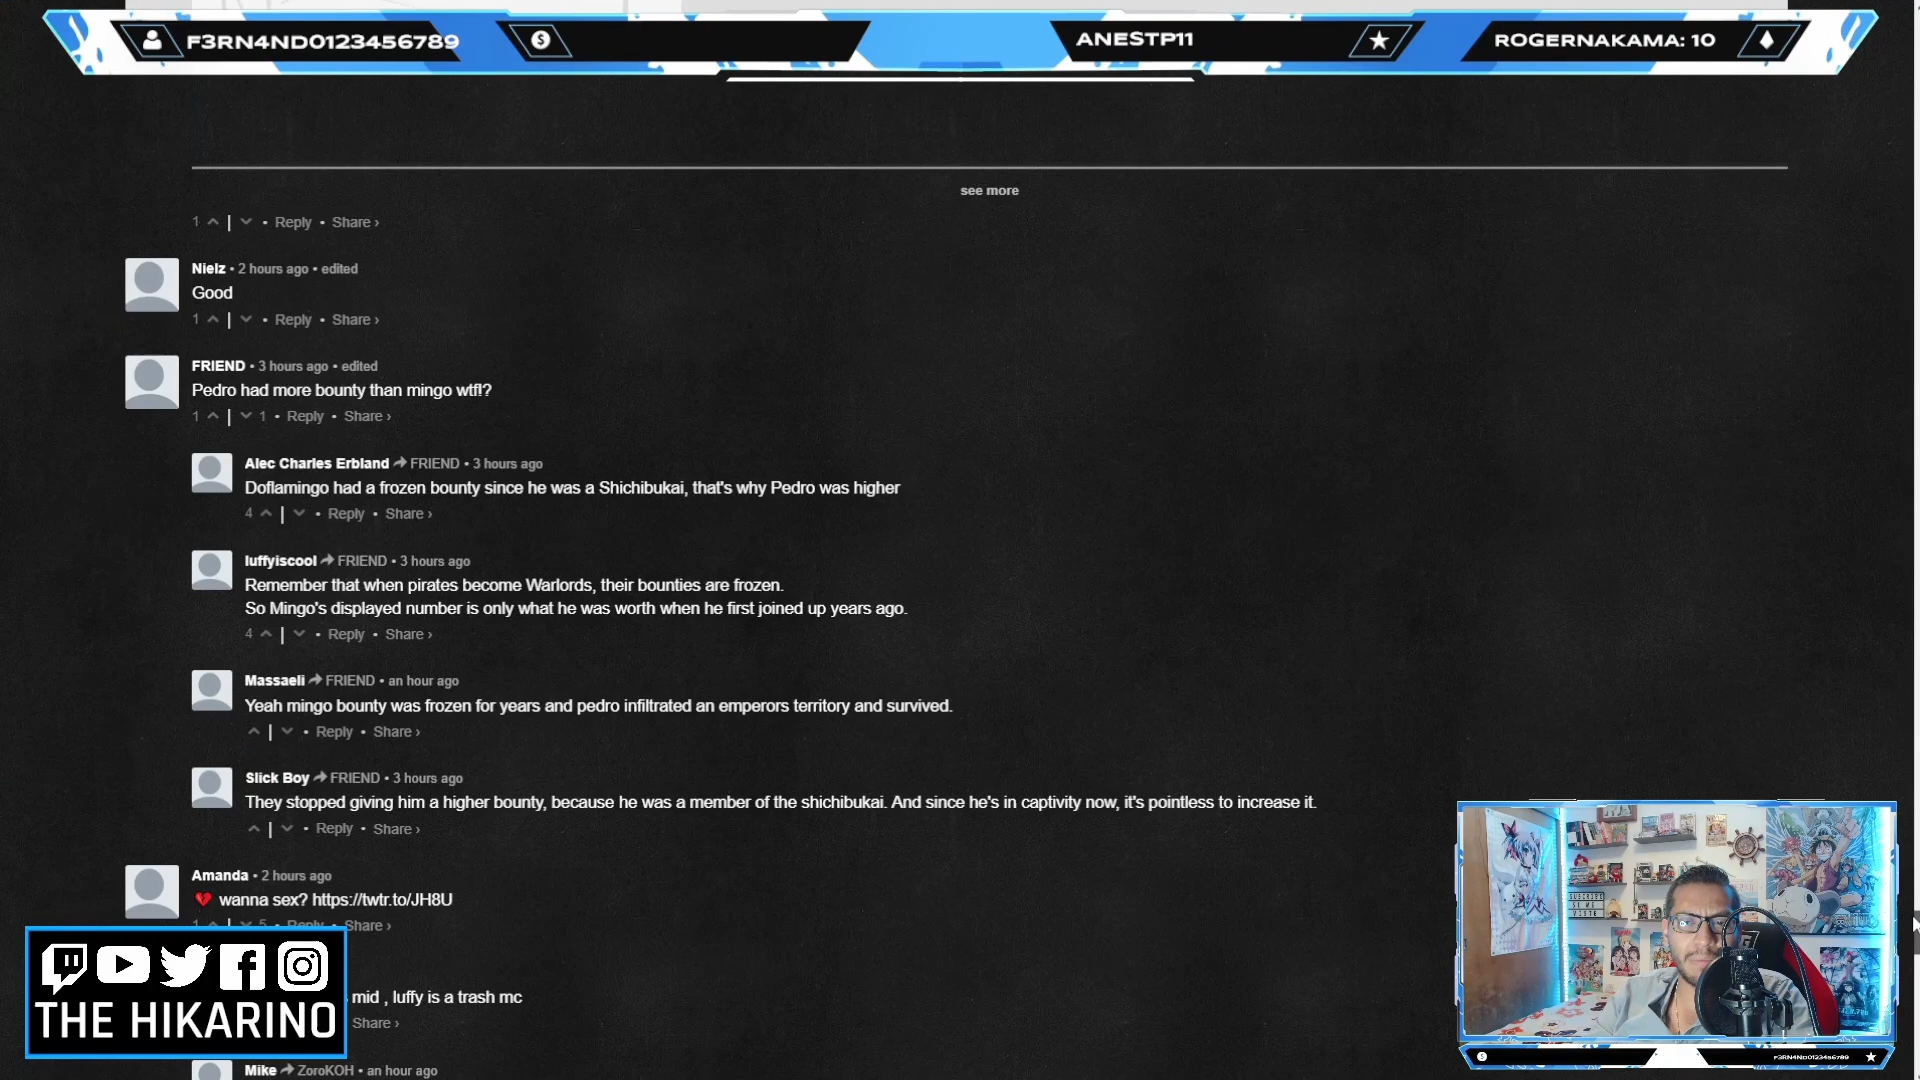 F3RN4ND0123456789
ANESTP11
ROGERNAKAMA: 10
see more
1 | • Reply • Share ›
Nielz • 2 hours ago • edited
Good
1 | • Reply • Share ›
FRIEND • 3 hours ago • edited
Pedro had more bounty than mingo wtf!?
1 | 1 • Reply • Share ›
Alec Charles Erbland FRIEND • 3 hours ago
Doflamingo had a frozen bounty since he was a Shichibukai, that's why Pedro was higher
4 | • Reply • Share ›
luffyiscool FRIEND • 3 hours ago
Remember that when pirates become Warlords, their bounties are frozen.
So Mingo's displayed number is only what he was worth when he first joined up years ago.
4 | • Reply • Share ›
Massaeli FRIEND • an hour ago
Yeah mingo bounty was frozen for years and pedro infiltrated an emperors territory and survived.
| • Reply • Share ›
Slick Boy FRIEND • 3 hours ago
They stopped giving him a higher bounty, because he was a member of the shichibukai. And since he's in captivity now, it's pointless to increase it.
| • Reply • Share ›
Amanda • 2 hours ago
💔 wanna sex? https://twtr.to/JH8U
1 | 5 • Reply • Share ›
mid , luffy is a trash mc
Share ›
Mike ZoroKOH • an hour ago
THE HIKARINO
F3RN4ND0123456789